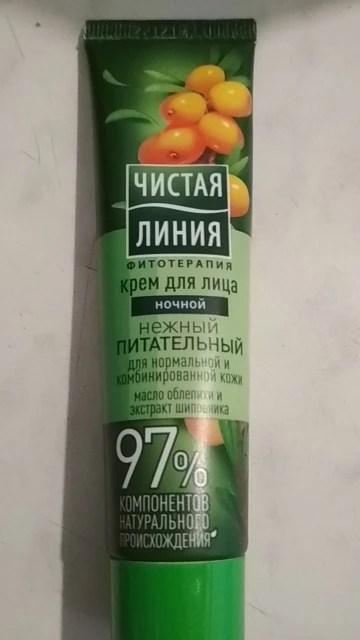 ЧИСТАЯ
ЛИНИЯ
ФИТОТЕРАПИЯ
крем для лица
ночной
нежный
ПИТАТЕЛЬНЫЙ
для нормальной и
комбинированной кожи
масло облепихи и
экстракт шиповника
97%
КОМПОНЕНТОВ
НАТУРАЛЬНОГО
ПРОИСХОЖДЕНИЯ*